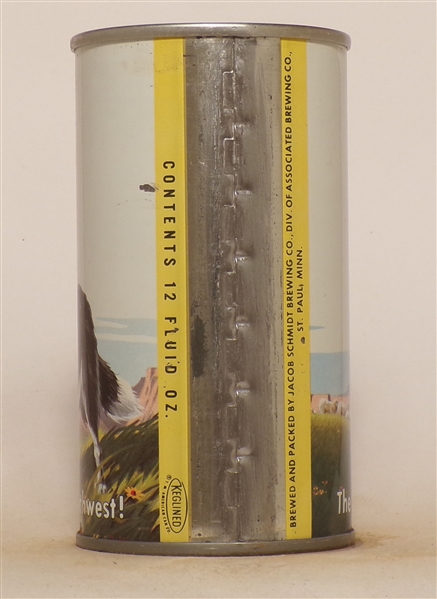 CONTENTS 12 FLUID OZ.
KEGLINED
west!
BREWED AND PACKED BY JACOB SCHMIDT BREWING CO., DIV. OF ASSOCIATED BREWING CO.,
ST. PAUL, MINN.
The